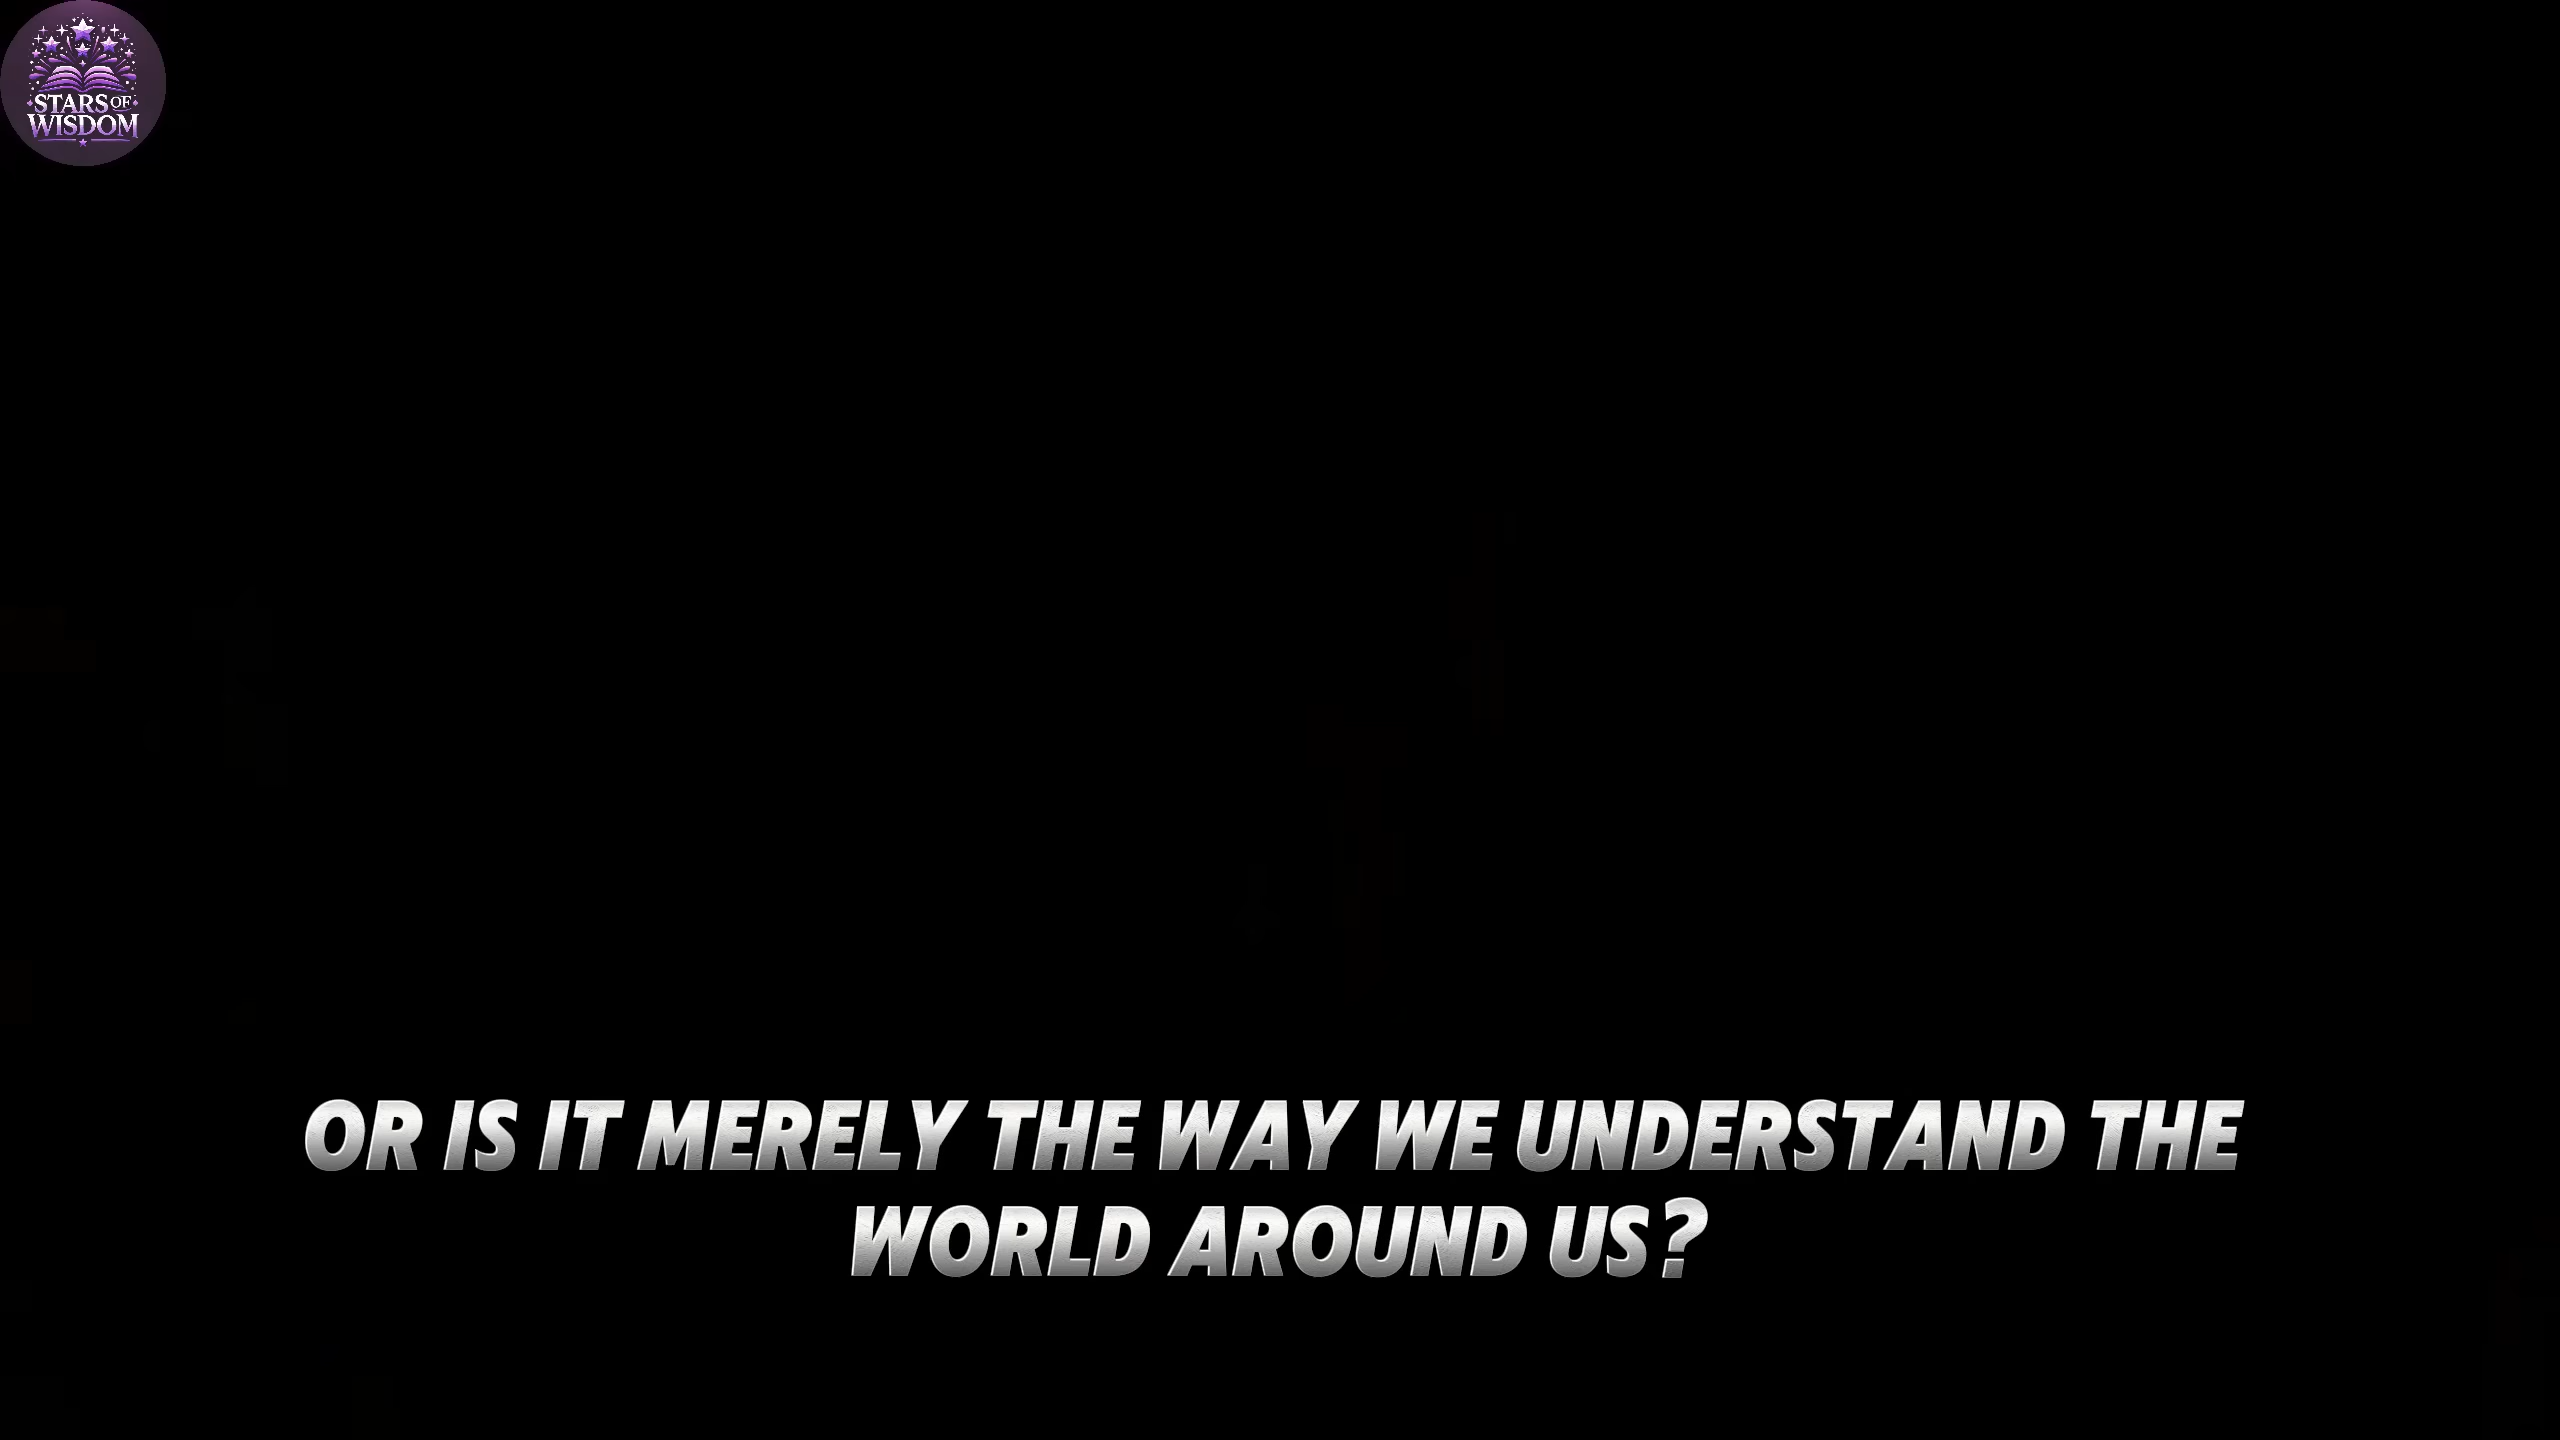 STARS OF
WISDOM
OR IS IT MERELY THE WAY WE UNDERSTAND THE
WORLD AROUND US?